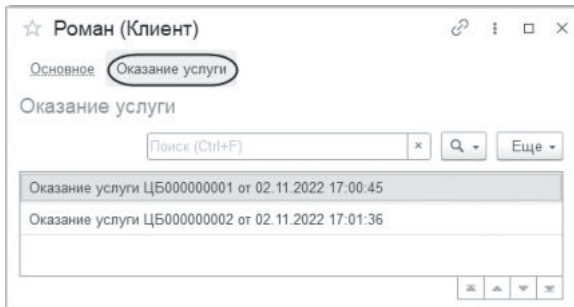 Роман (Клиент)
Основное Оказание услуги
Оказание услуги
Поиск (Ctrl+F) × Еще
Оказание услуги ЦБ000000001 от 02.11.2022 17:00:45
Оказание услуги ЦБ000000002 от 02.11.2022 17:01:36